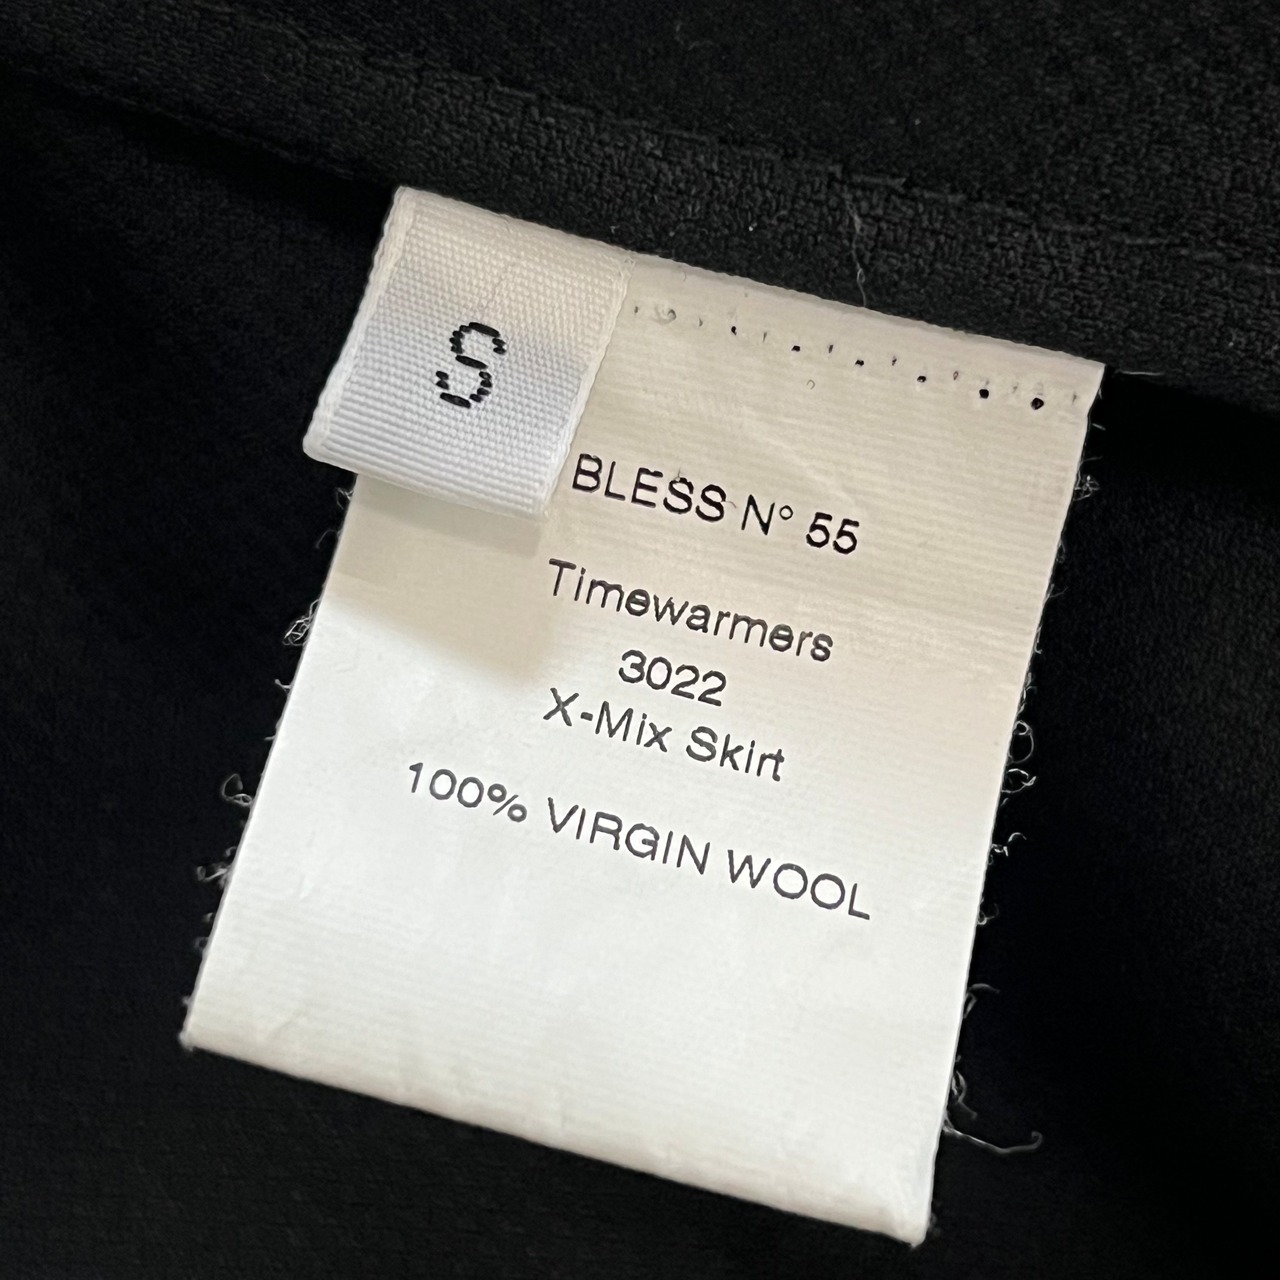 S
BLESS N° 55
Timewarmers
3022
X-Mix Skirt
100% VIRGIN WOOL